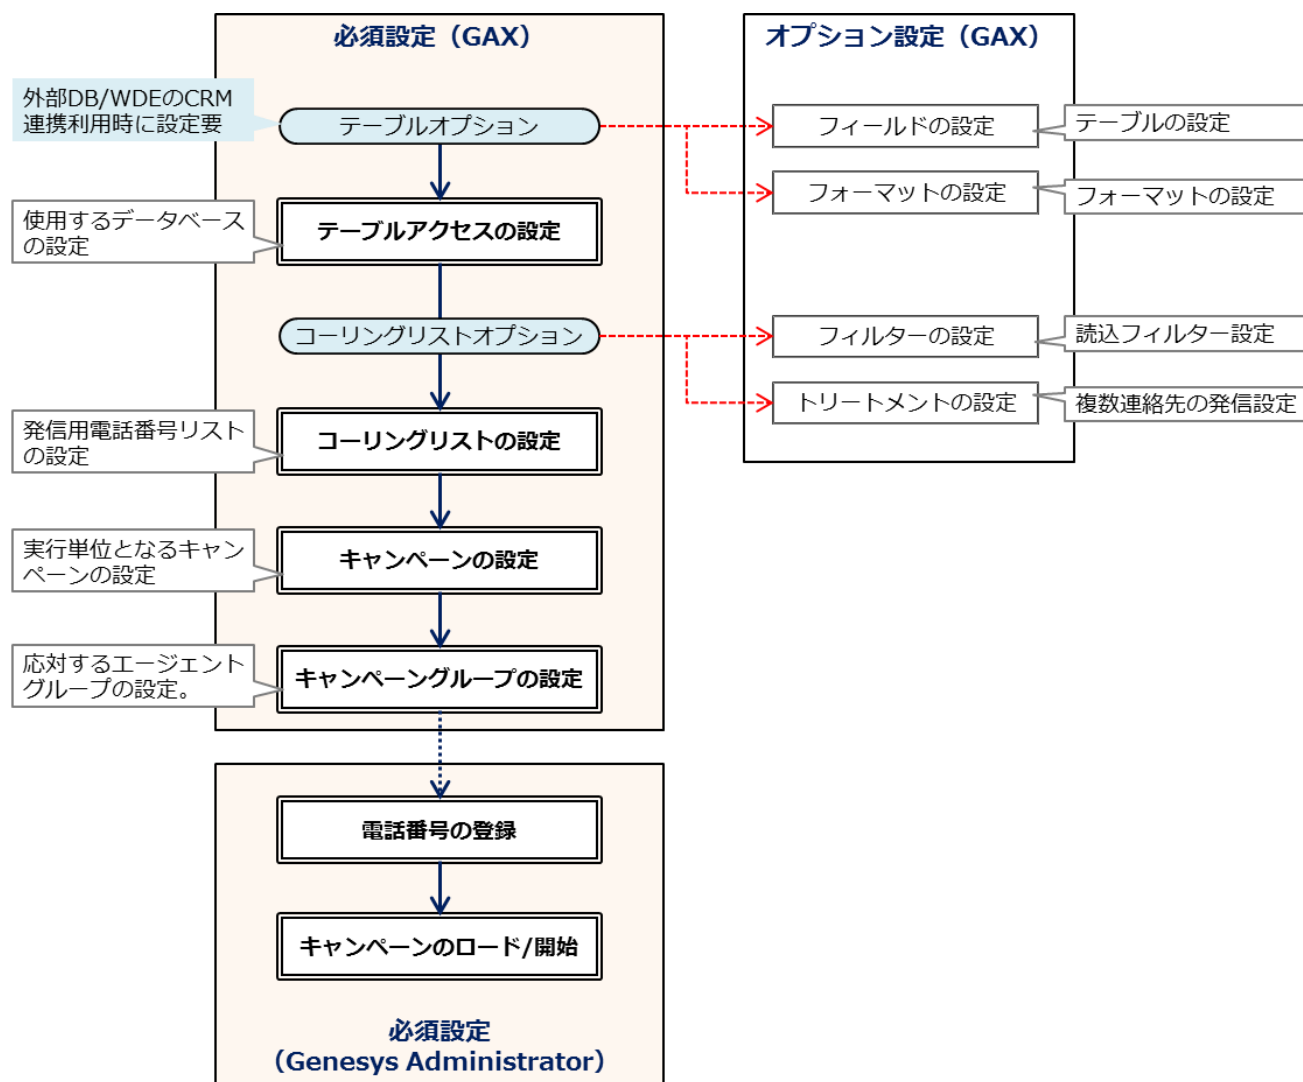 必須設定（GAX）
オプション設定（GAX）
外部DB/WDEのCRM
連携利用時に設定要
テーブルオプション
フィールドの設定
テーブルの設定
フォーマットの設定
フォーマットの設定
使用するデータベース
の設定
テーブルアクセスの設定
コーリングリストオプション
フィルターの設定
読込フィルター設定
トリートメントの設定
複数連絡先の発信設定
発信用電話番号リスト
の設定
コーリングリストの設定
実行単位となるキャン
ペーンの設定
キャンペーンの設定
応対するエージェント
グループの設定。
キャンペーングループの設定
電話番号の登録
キャンペーンのロード/開始
必須設定
（Genesys Administrator）